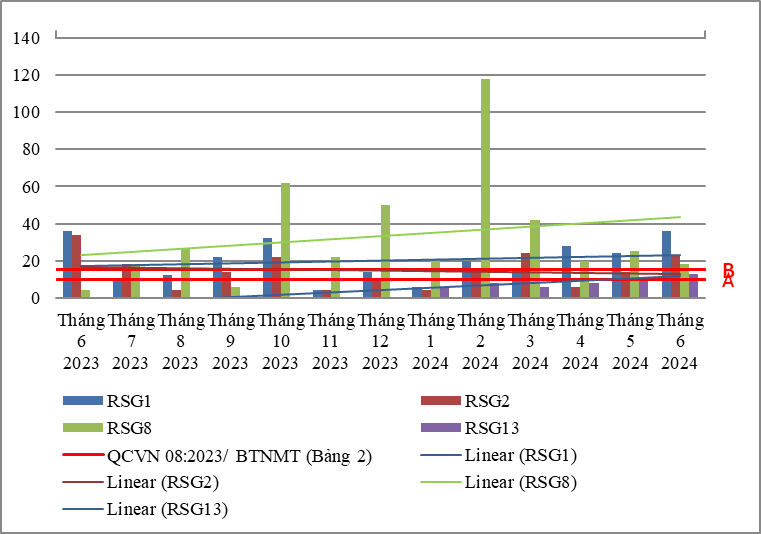 140
120
100
80
60
40
20
0
B
A
Tháng 6 2023
Tháng 7 2023
Tháng 8 2023
Tháng 9 2023
Tháng 10 2023
Tháng 11 2023
Tháng 12 2023
Tháng 1 2024
Tháng 2 2024
Tháng 3 2024
Tháng 4 2024
Tháng 5 2024
Tháng 6 2024
RSG1
RSG2
RSG8
RSG13
QCVN 08:2023/ BTNMT (Bảng 2)
Linear (RSG1)
Linear (RSG2)
Linear (RSG8)
Linear (RSG13)